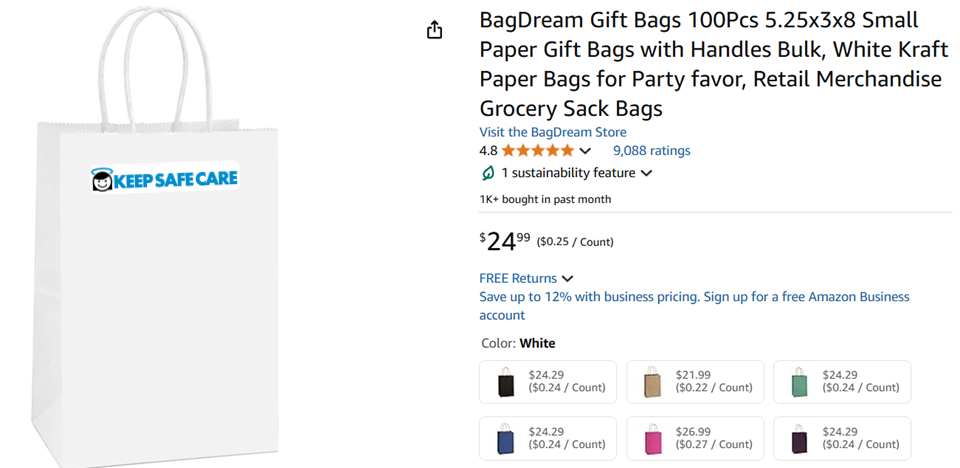 KEEP SAFE CARE
BagDream Gift Bags 100Pcs 5.25x3x8 Small
Paper Gift Bags with Handles Bulk, White Kraft
Paper Bags for Party favor, Retail Merchandise
Grocery Sack Bags
Visit the BagDream Store
4.8
9,088 ratings
1 sustainability feature
1K+ bought in past month
$24.99 ($0.25 / Count)
FREE Returns
Save up to 12% with business pricing. Sign up for a free Amazon Business
account
Color: White
$24.29
($0.24 / Count)
$21.99
($0.22 / Count)
$24.29
($0.24 / Count)
$24.29
($0.24 / Count)
$26.99
($0.27 / Count)
$24.29
($0.24 / Count)